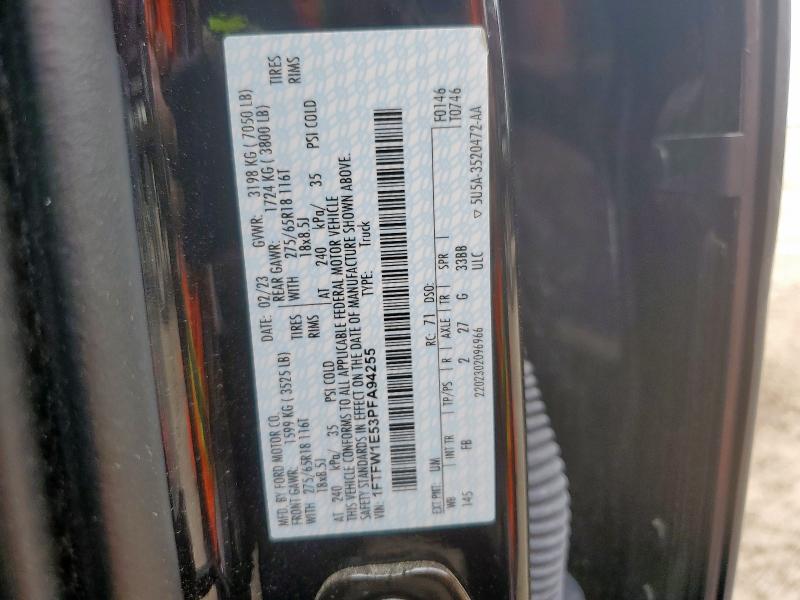 MFD. BY FORD MOTOR CO.
DATE: 02/23 GVWR: 3198 KG ( 7050 LB)
FRONT GAWR: 1599 KG ( 3525 LB) REAR GAWR: 1724 KG ( 3800 LB)
WITH 275/65R18 116T TIRES WITH 275/65R18 116T TIRES
18x8.5J RIMS 18x8.5J RIMS
AT 240 kPa/ 35 PSI COLD AT 240 kPa/ 35 PSI COLD
THIS VEHICLE CONFORMS TO ALL APPLICABLE FEDERAL MOTOR VEHICLE
SAFETY STANDARDS IN EFFECT ON THE DATE OF MANUFACTURE SHOWN ABOVE.
VIN: 1FTFW1E53PFA94255 TYPE: Truck
F0146
T0746
EXT PNT: UM RC: 71 DSO:
WB INT TR TP/PS R AXLE TR SPR
145 FB 2 27 G 33BB
2202302096966 ULC ▽ 5U5A-3520472-AA